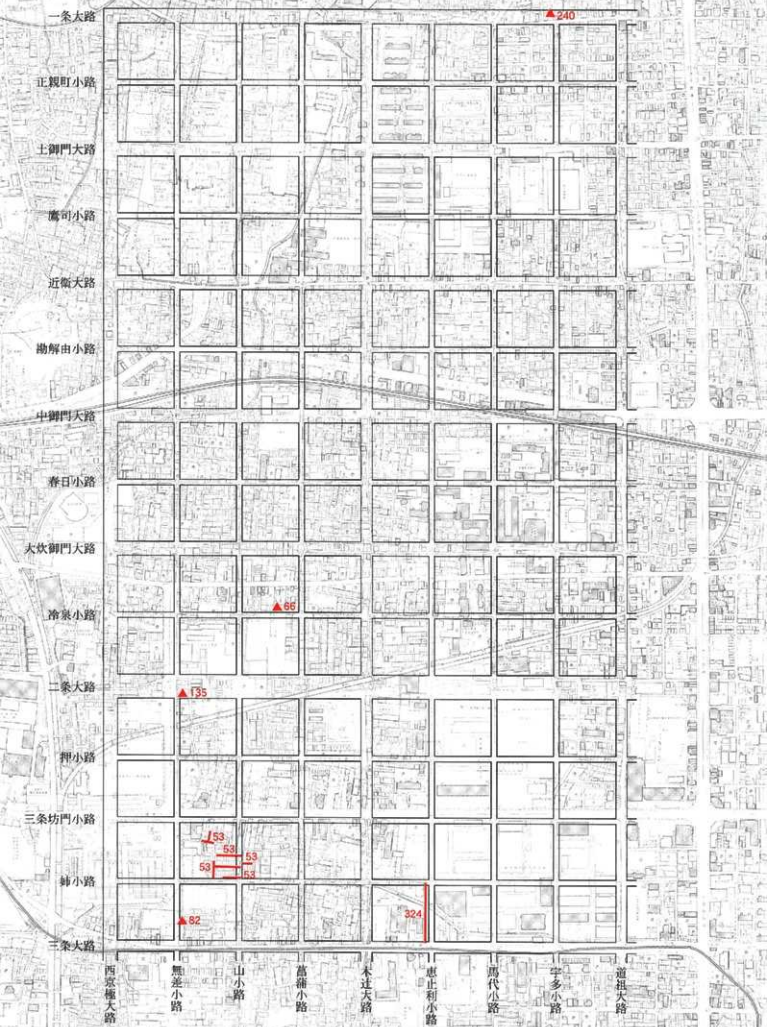 一条大路
240
正親町小路
土御門大路
鷹司小路
近衛大路
勘解由小路
中御門大路
春日小路
大炊御門大路
66
冷泉小路
二条大路
135
押小路
三条坊門小路
53
53
53
53
53
姉小路
324
82
三条大路
西京極大路
無差小路
山小路
菖蒲小路
木辻大路
恵止利小路
馬代小路
宇多小路
道祖大路